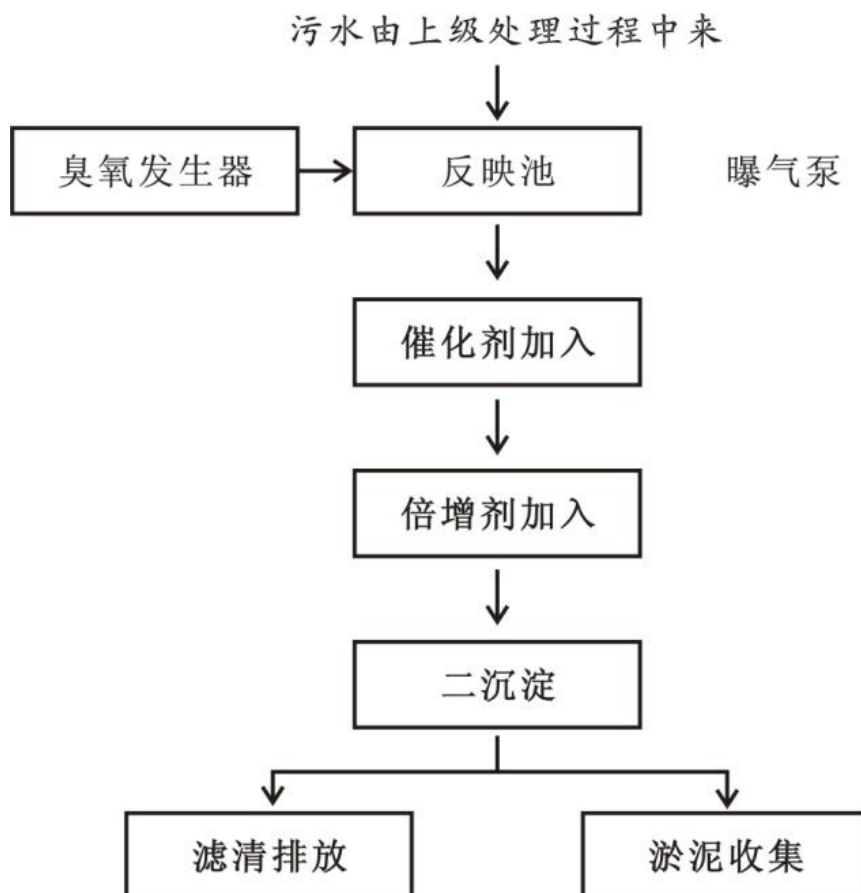 污水由上级处理过程中来
臭氧发生器
反映池
曝气泵
催化剂加入
倍增剂加入
二沉淀
滤清排放
淤泥收集